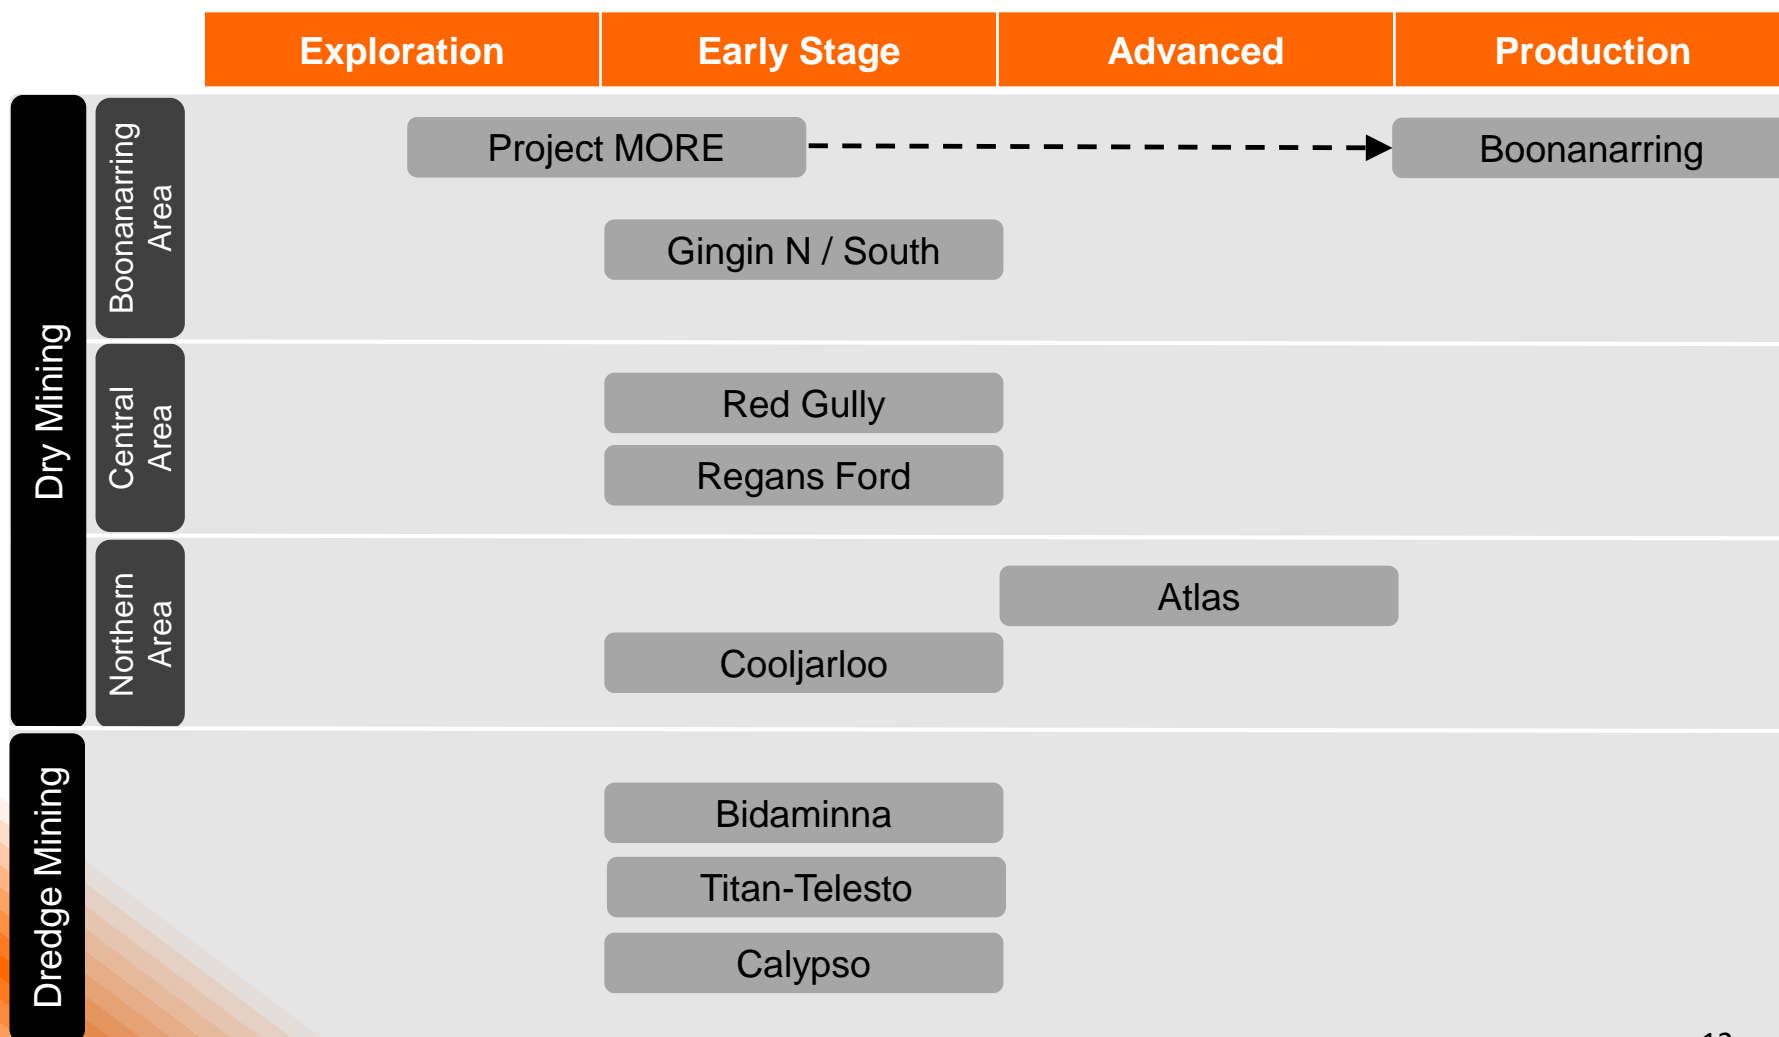 Exploration
Early Stage
Advanced
Production
Dry Mining
Boonanarring
Area
Project MORE
Boonanarring
Gingin N / South
Central
Area
Red Gully
Regans Ford
Northern
Area
Atlas
Cooljarloo
Dredge Mining
Bidaminna
Titan-Telesto
Calypso